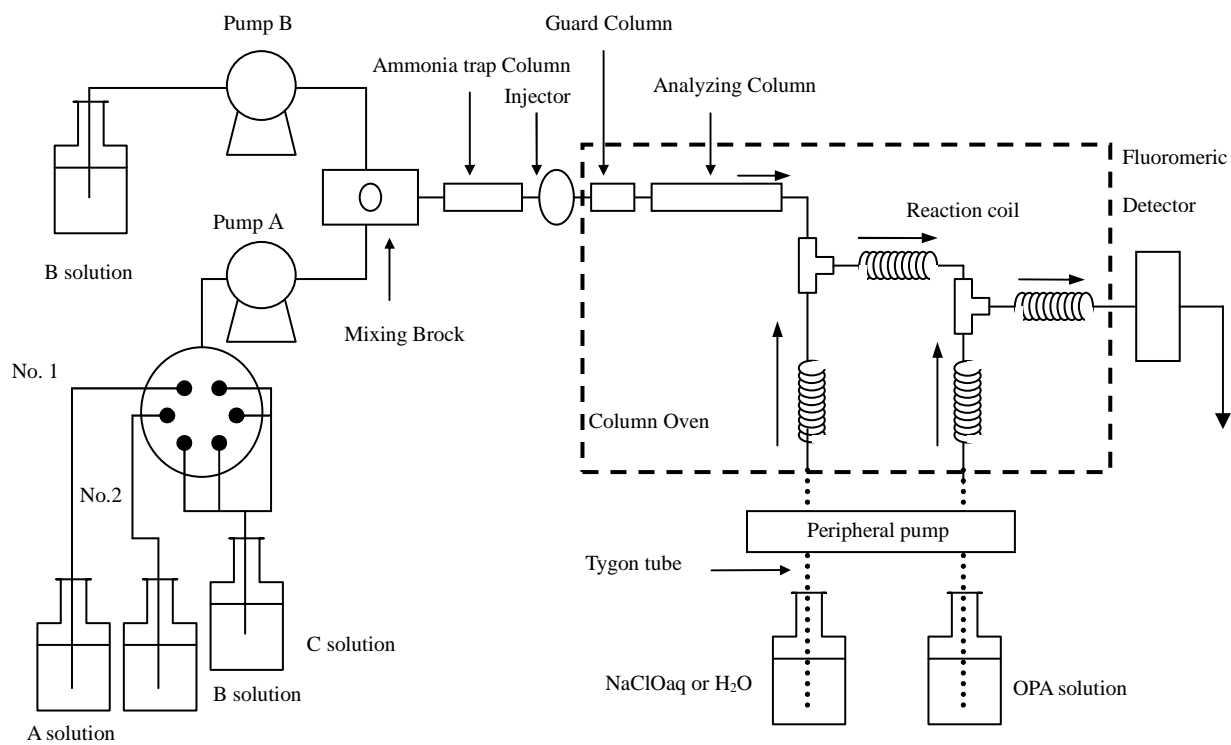 Pump B
Guard Column
Ammonia trap Column
Injector
Analyzing Column
Fluoromeric
Detector
Reaction coil
B solution
Pump A
Mixing Brock
No. 1
Column Oven
No.2
Peripheral pump
Tygon tube
C solution
B solution
NaClOaq or H₂O
OPA solution
A solution